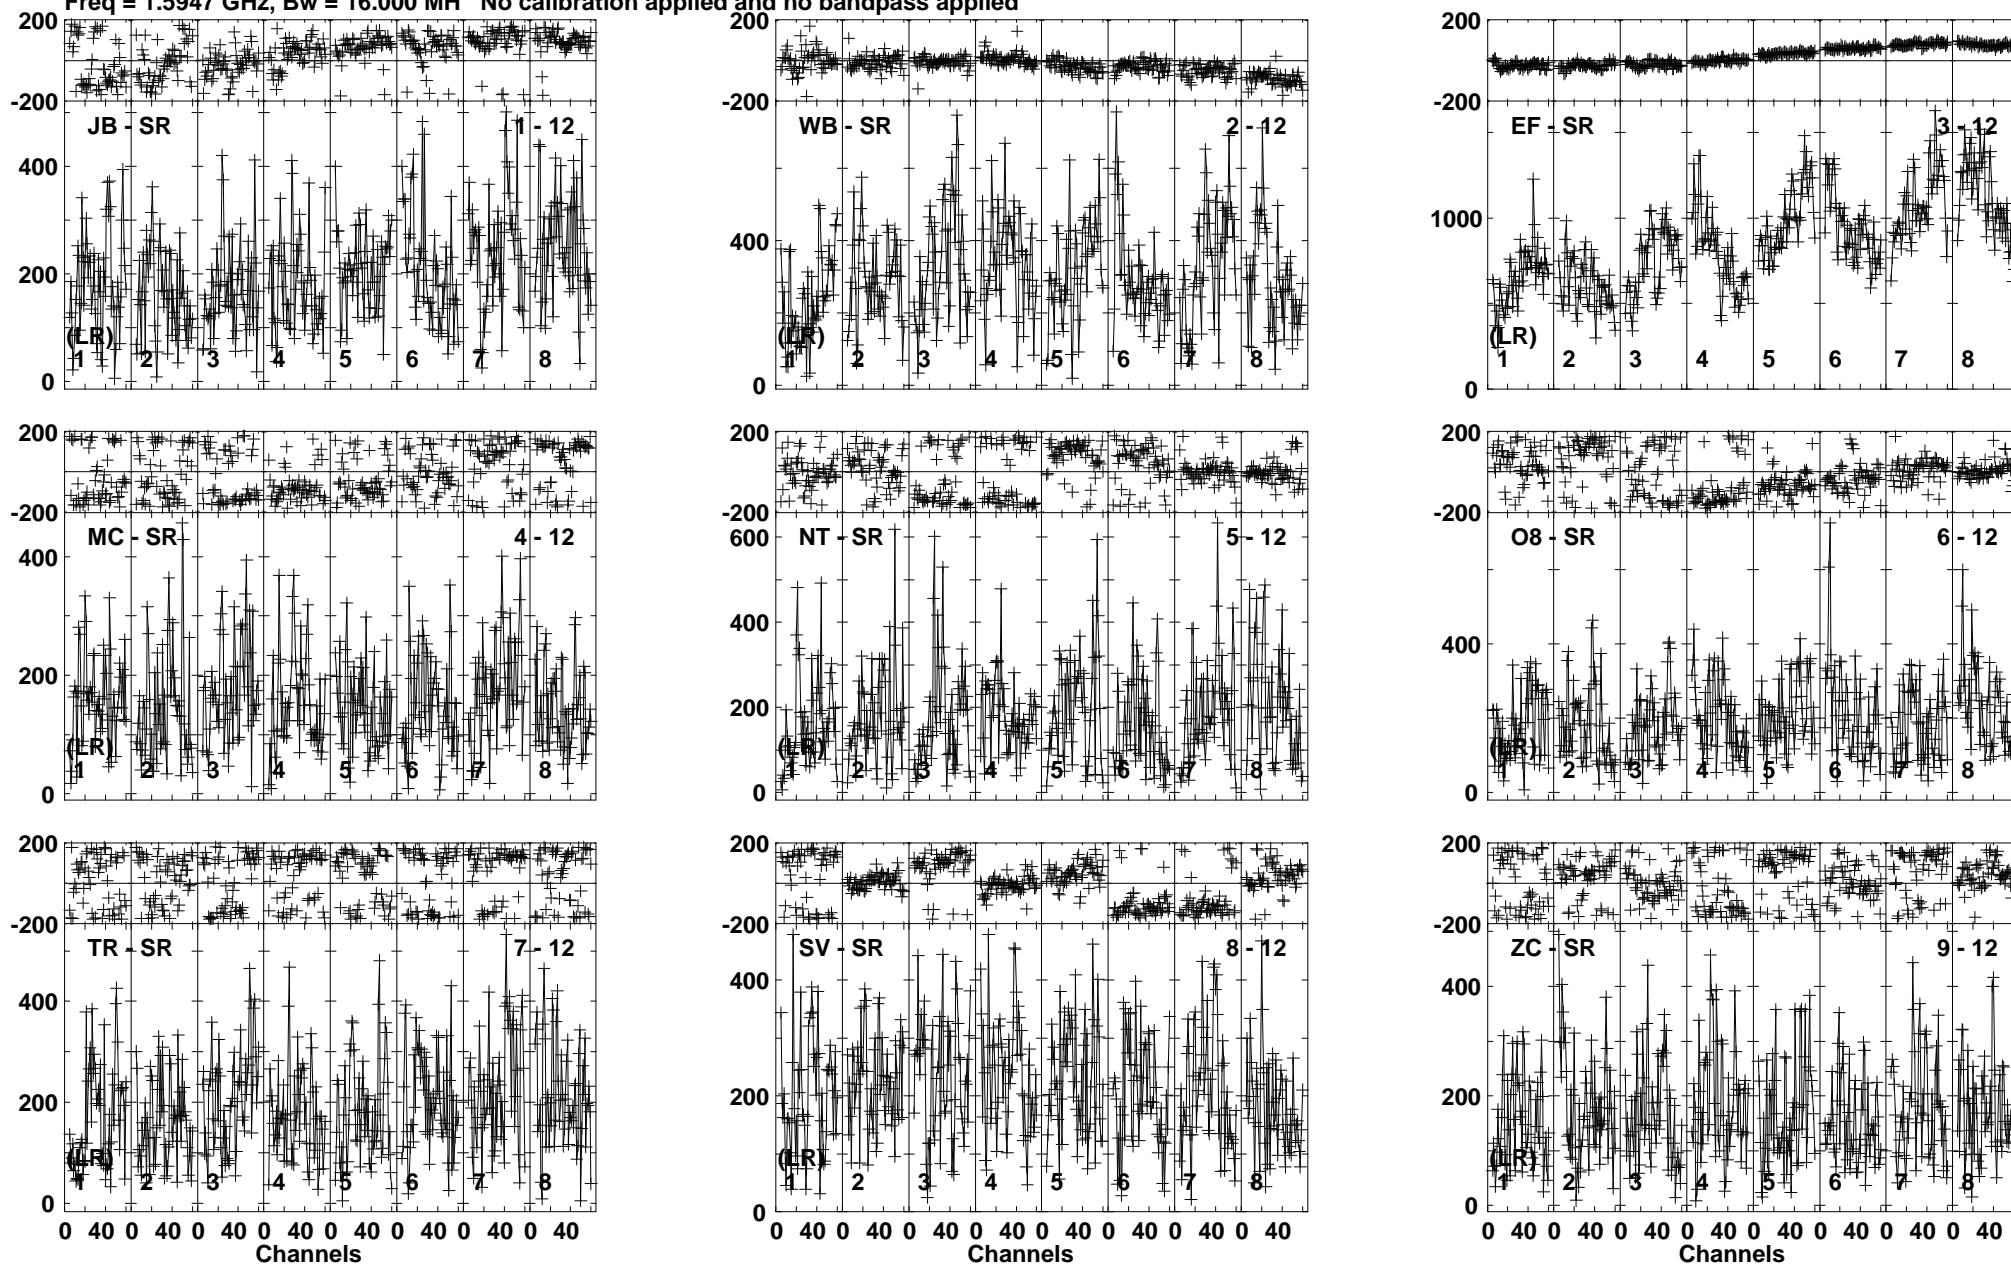 Freq = 1.5947 GHz, Bw = 16.000 MH No calibration applied and no bandpass applied
200
-200
JB - SR 1 - 12
400
200
0
(LR)
1 2 3 4 5 6 7 8
200
-200
WB - SR 2 - 12
400
0
(LR)
1 2 3 4 5 6 7 8
200
-200
EF - SR 3 - 12
1000
0
(LR)
1 2 3 4 5 6 7 8
200
-200
MC - SR 4 - 12
400
200
0
(LR)
1 2 3 4 5 6 7 8
200
-200
NT - SR 5 - 12
600
400
200
0
(LR)
1 2 3 4 5 6 7 8
200
-200
O8 - SR 6 - 12
400
0
(LR)
1 2 3 4 5 6 7 8
200
-200
TR - SR 7 - 12
400
200
0
(LR)
1 2 3 4 5 6 7 8
0 40 0 40 0 40 0 40 0 40 0 40 0 40 0 40
Channels
200
-200
SV - SR 8 - 12
400
200
0
(LR)
1 2 3 4 5 6 7 8
0 40 0 40 0 40 0 40 0 40 0 40 0 40 0 40
Channels
200
-200
ZC - SR 9 - 12
400
200
0
(LR)
1 2 3 4 5 6 7 8
0 40 0 40 0 40 0 40 0 40 0 40 0 40 0 40
Channels